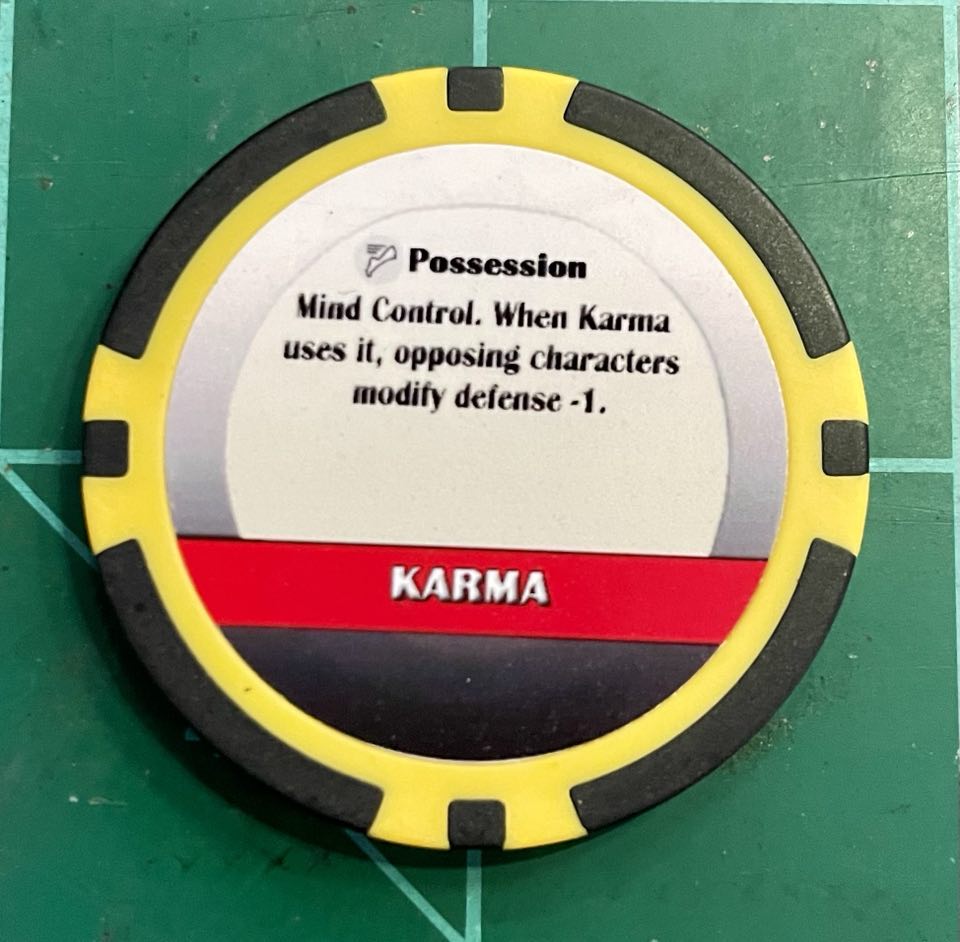 Possession
Mind Control. When Karma
uses it, opposing characters
modify defense -1.
KARMA